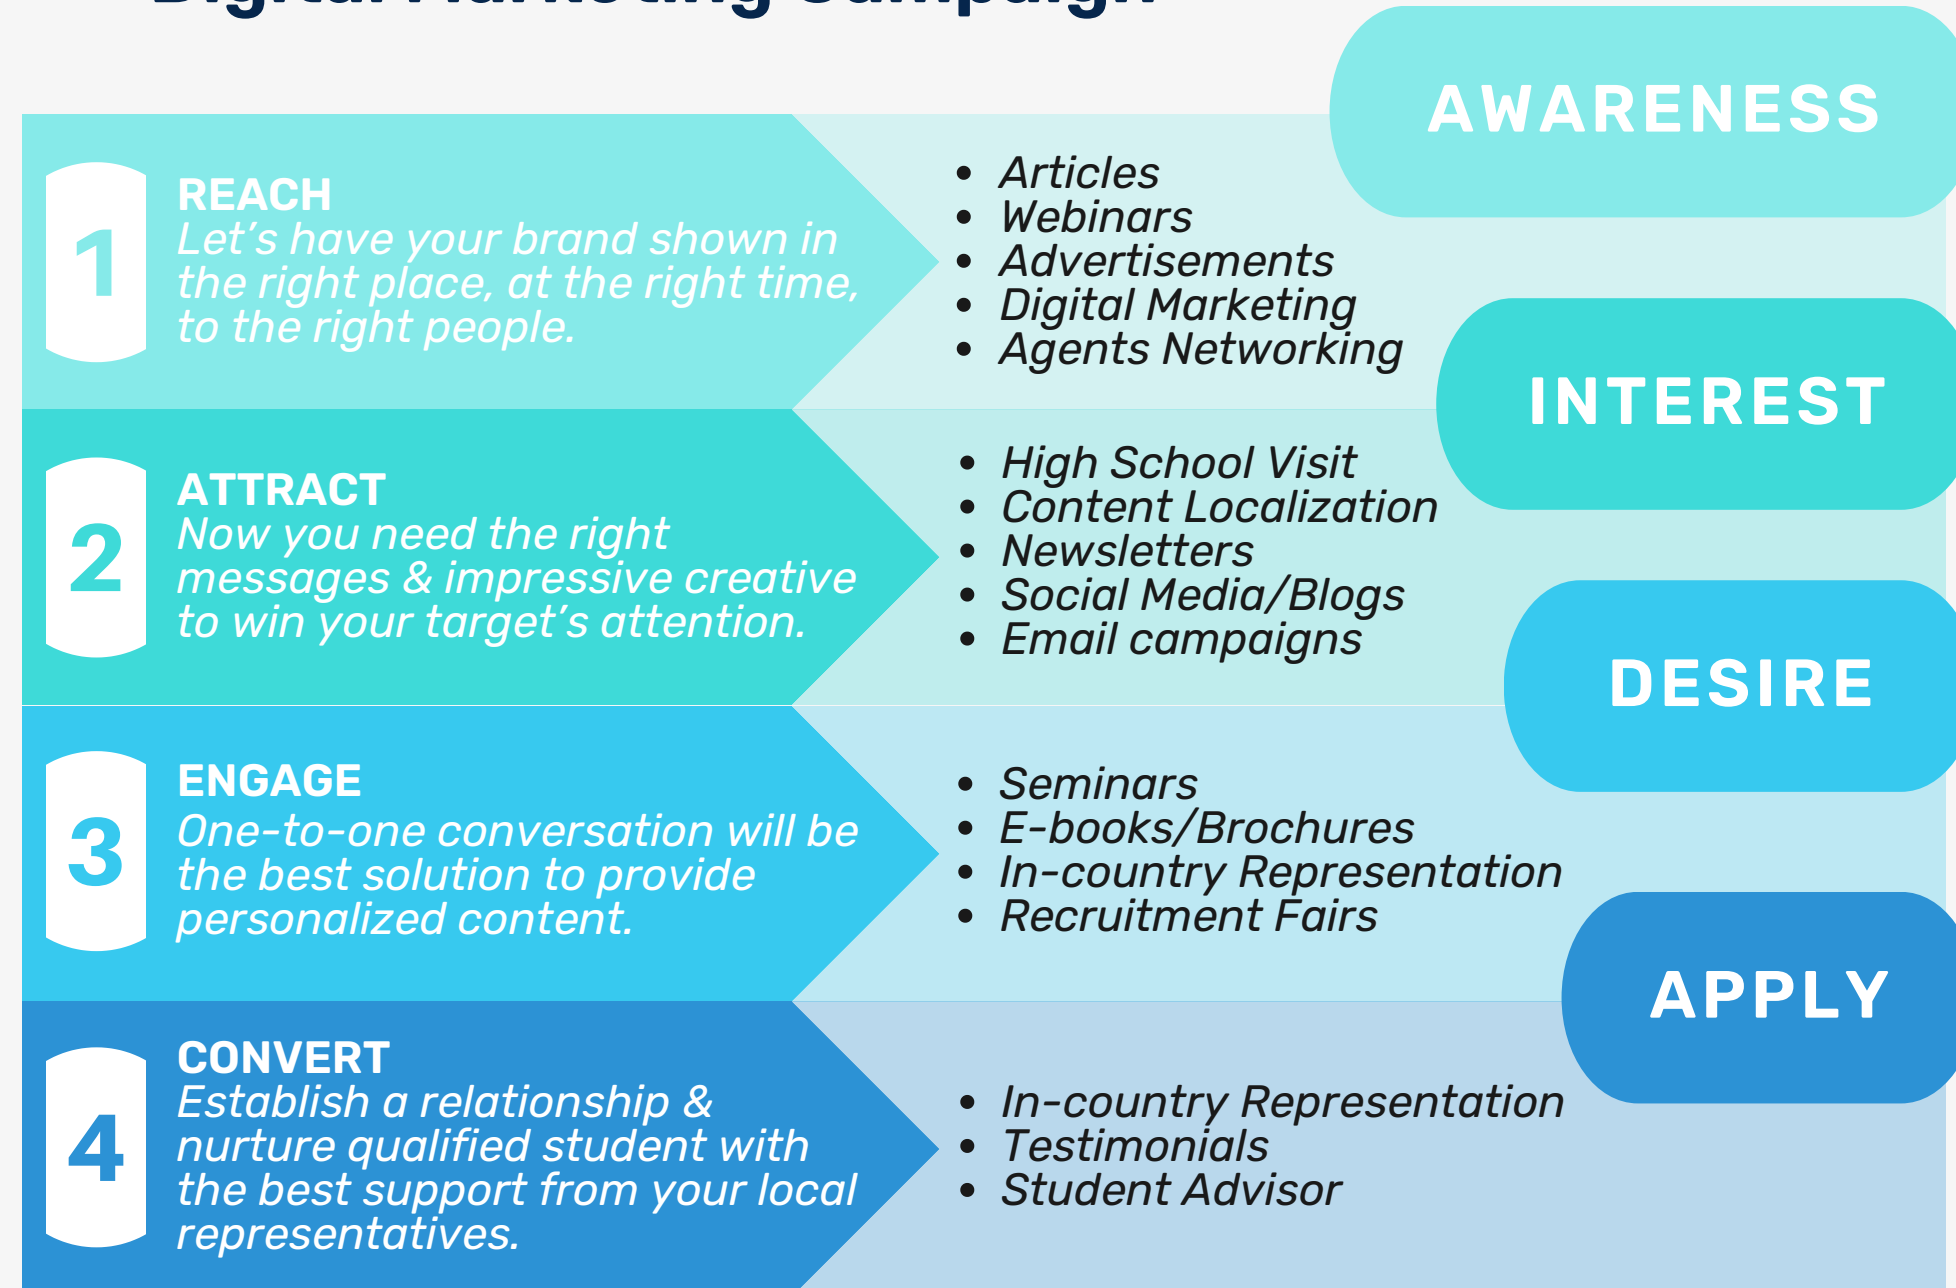 Digital Marketing Campaign
AWARENESS
1
REACH
Let's have your brand shown in
the right place, at the right time,
to the right people.
• Articles
• Webinars
• Advertisements
• Digital Marketing
• Agents Networking
INTEREST
2
ATTRACT
Now you need the right
messages & impressive creative
to win your target's attention.
• High School Visit
• Content Localization
• Newsletters
• Social Media/Blogs
• Email campaigns
DESIRE
3
ENGAGE
One-to-one conversation will be
the best solution to provide
personalized content.
• Seminars
• E-books/Brochures
• In-country Representation
• Recruitment Fairs
APPLY
4
CONVERT
Establish a relationship &
nurture qualified student with
the best support from your local
representatives.
• In-country Representation
• Testimonials
• Student Advisor